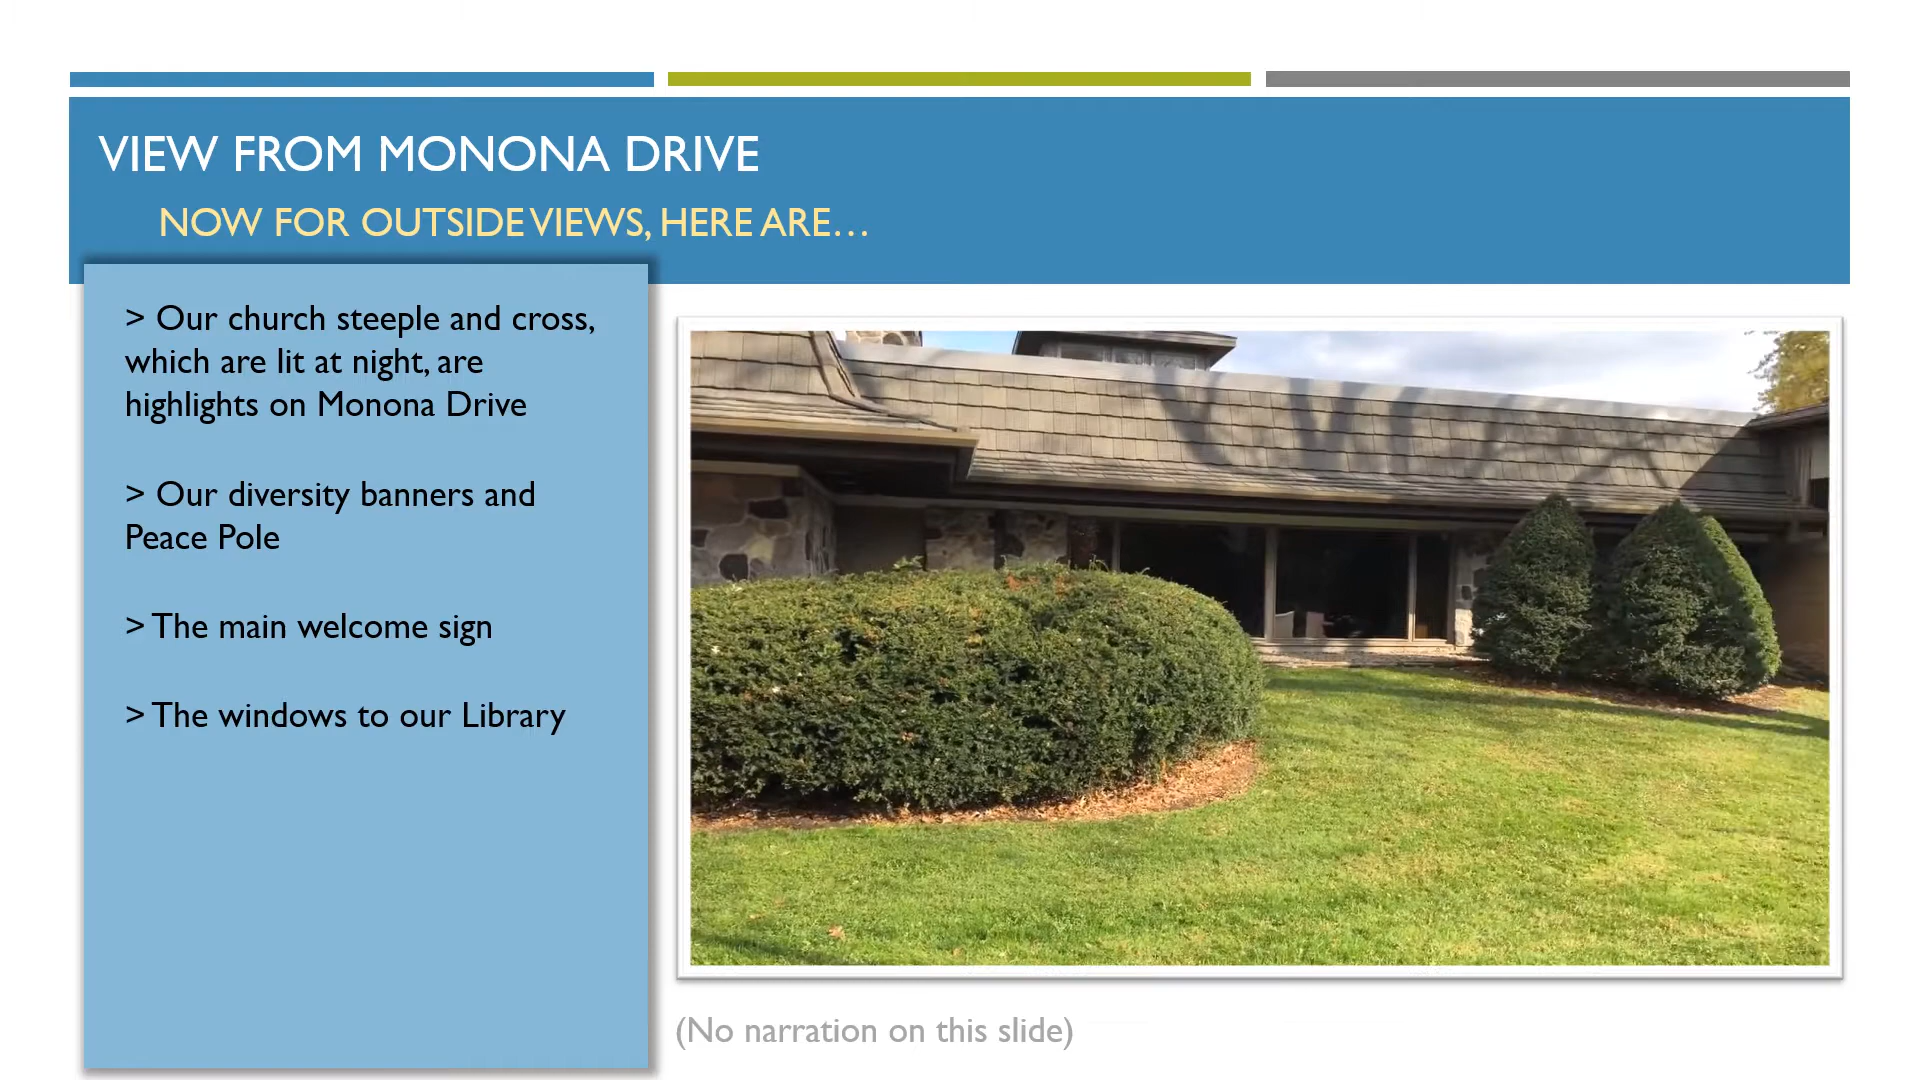 VIEW FROM MONONA DRIVE
NOW FOR OUTSIDE VIEWS, HERE ARE…
> Our church steeple and cross,
which are lit at night, are
highlights on Monona Drive
> Our diversity banners and
Peace Pole
> The main welcome sign
> The windows to our Library
(No narration on this slide)